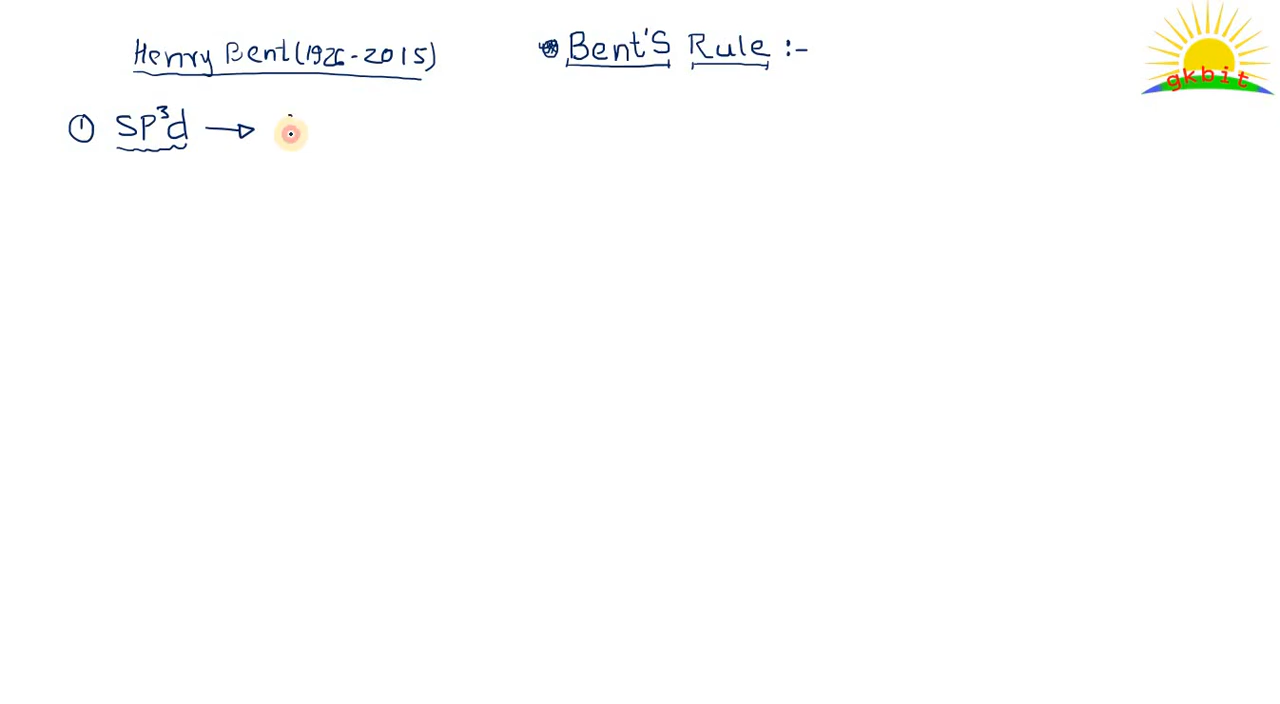 Henry Bent (1926-2015)
Bent'S Rule :-
① SP³d →
gkbit